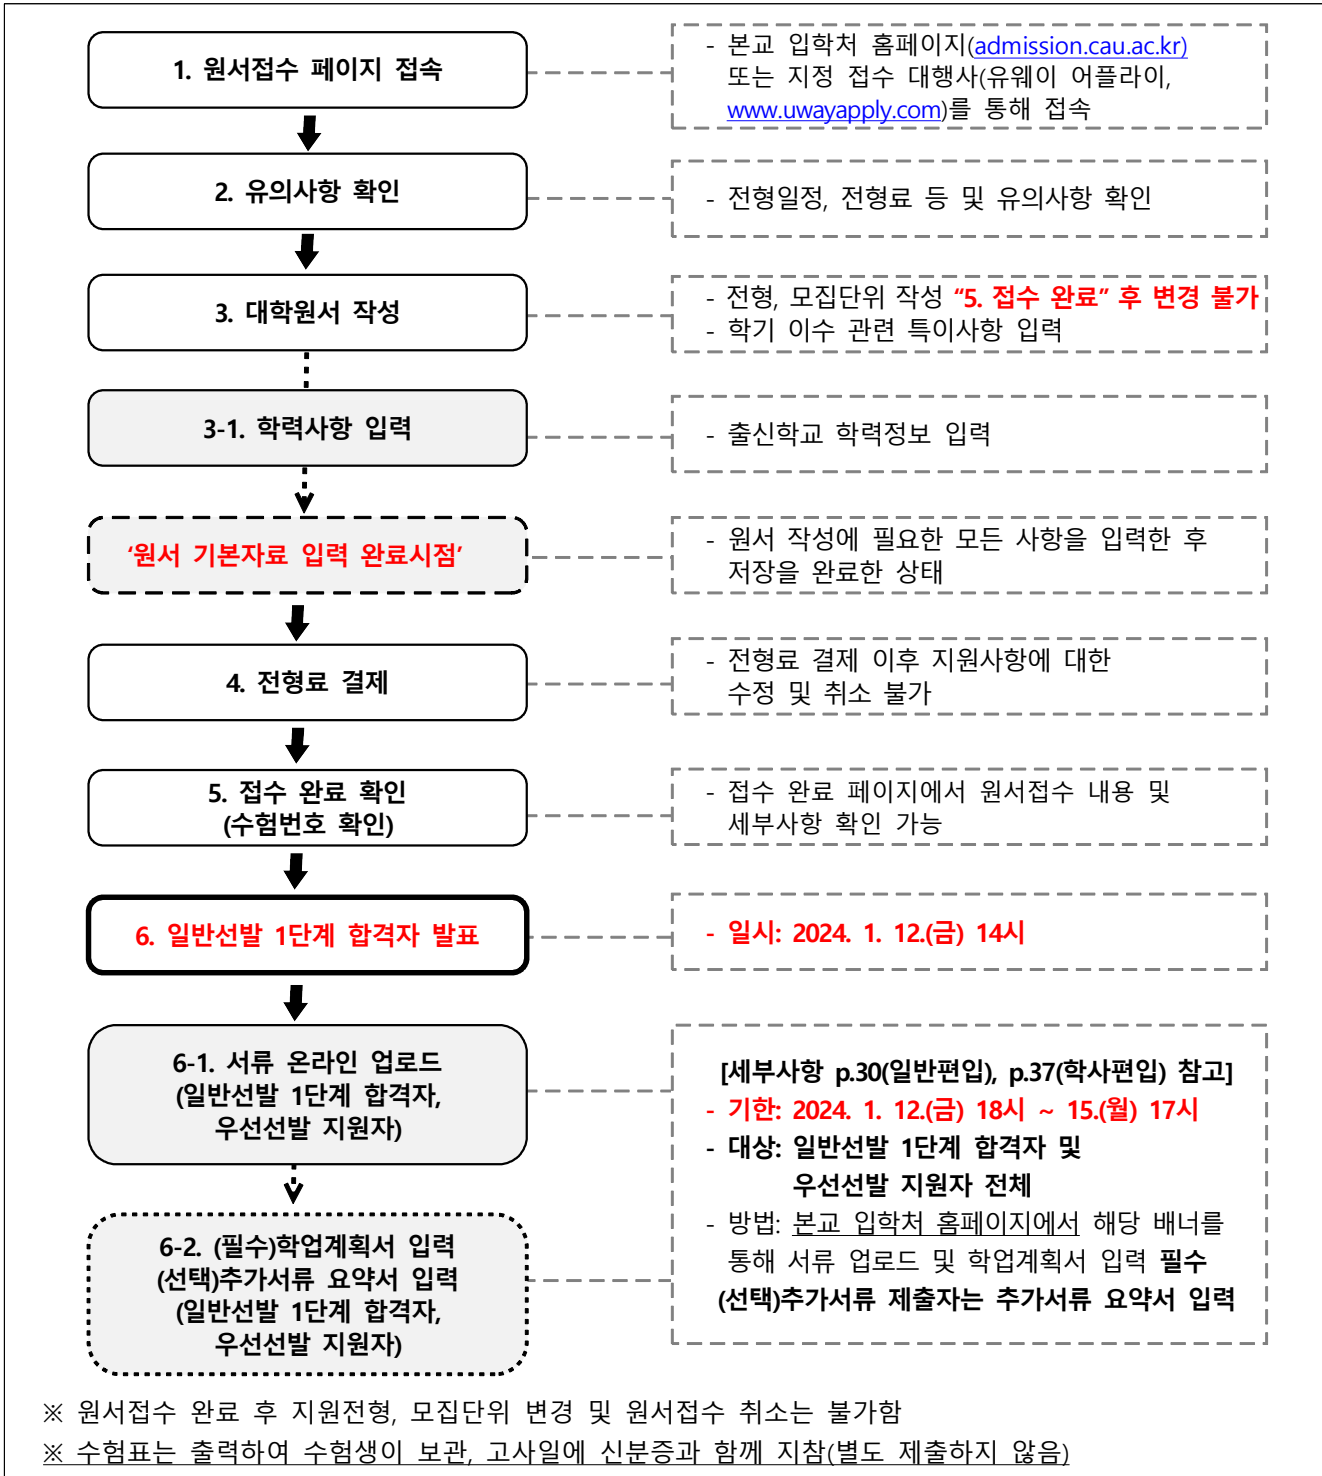 1. 원서접수 페이지 접속
- 본교 입학처 홈페이지(admission.cau.ac.kr)
또는 지정 접수 대행사(유웨이 어플라이,
www.uwayapply.com)를 통해 접속
2. 유의사항 확인
- 전형일정, 전형료 등 및 유의사항 확인
3. 대학원서 작성
- 전형, 모집단위 작성 “5. 접수 완료” 후 변경 불가
- 학기 이수 관련 특이사항 입력
3-1. 학력사항 입력
- 출신학교 학력정보 입력
‘원서 기본자료 입력 완료시점’
- 원서 작성에 필요한 모든 사항을 입력한 후
저장을 완료한 상태
4. 전형료 결제
- 전형료 결제 이후 지원사항에 대한
수정 및 취소 불가
5. 접수 완료 확인
(수험번호 확인)
- 접수 완료 페이지에서 원서접수 내용 및
세부사항 확인 가능
6. 일반선발 1단계 합격자 발표
- 일시: 2024. 1. 12.(금) 14시
6-1. 서류 온라인 업로드
(일반선발 1단계 합격자,
우선선발 지원자)
6-2. (필수)학업계획서 입력
(선택)추가서류 요약서 입력
(일반선발 1단계 합격자,
우선선발 지원자)
[세부사항 p.30(일반편입), p.37(학사편입) 참고]
- 기한: 2024. 1. 12.(금) 18시 ~ 15.(월) 17시
- 대상: 일반선발 1단계 합격자 및
우선선발 지원자 전체
- 방법: 본교 입학처 홈페이지에서 해당 배너를
통해 서류 업로드 및 학업계획서 입력 필수
(선택)추가서류 제출자는 추가서류 요약서 입력
※ 원서접수 완료 후 지원전형, 모집단위 변경 및 원서접수 취소는 불가함
※ 수험표는 출력하여 수험생이 보관, 고사일에 신분증과 함께 지참(별도 제출하지 않음)